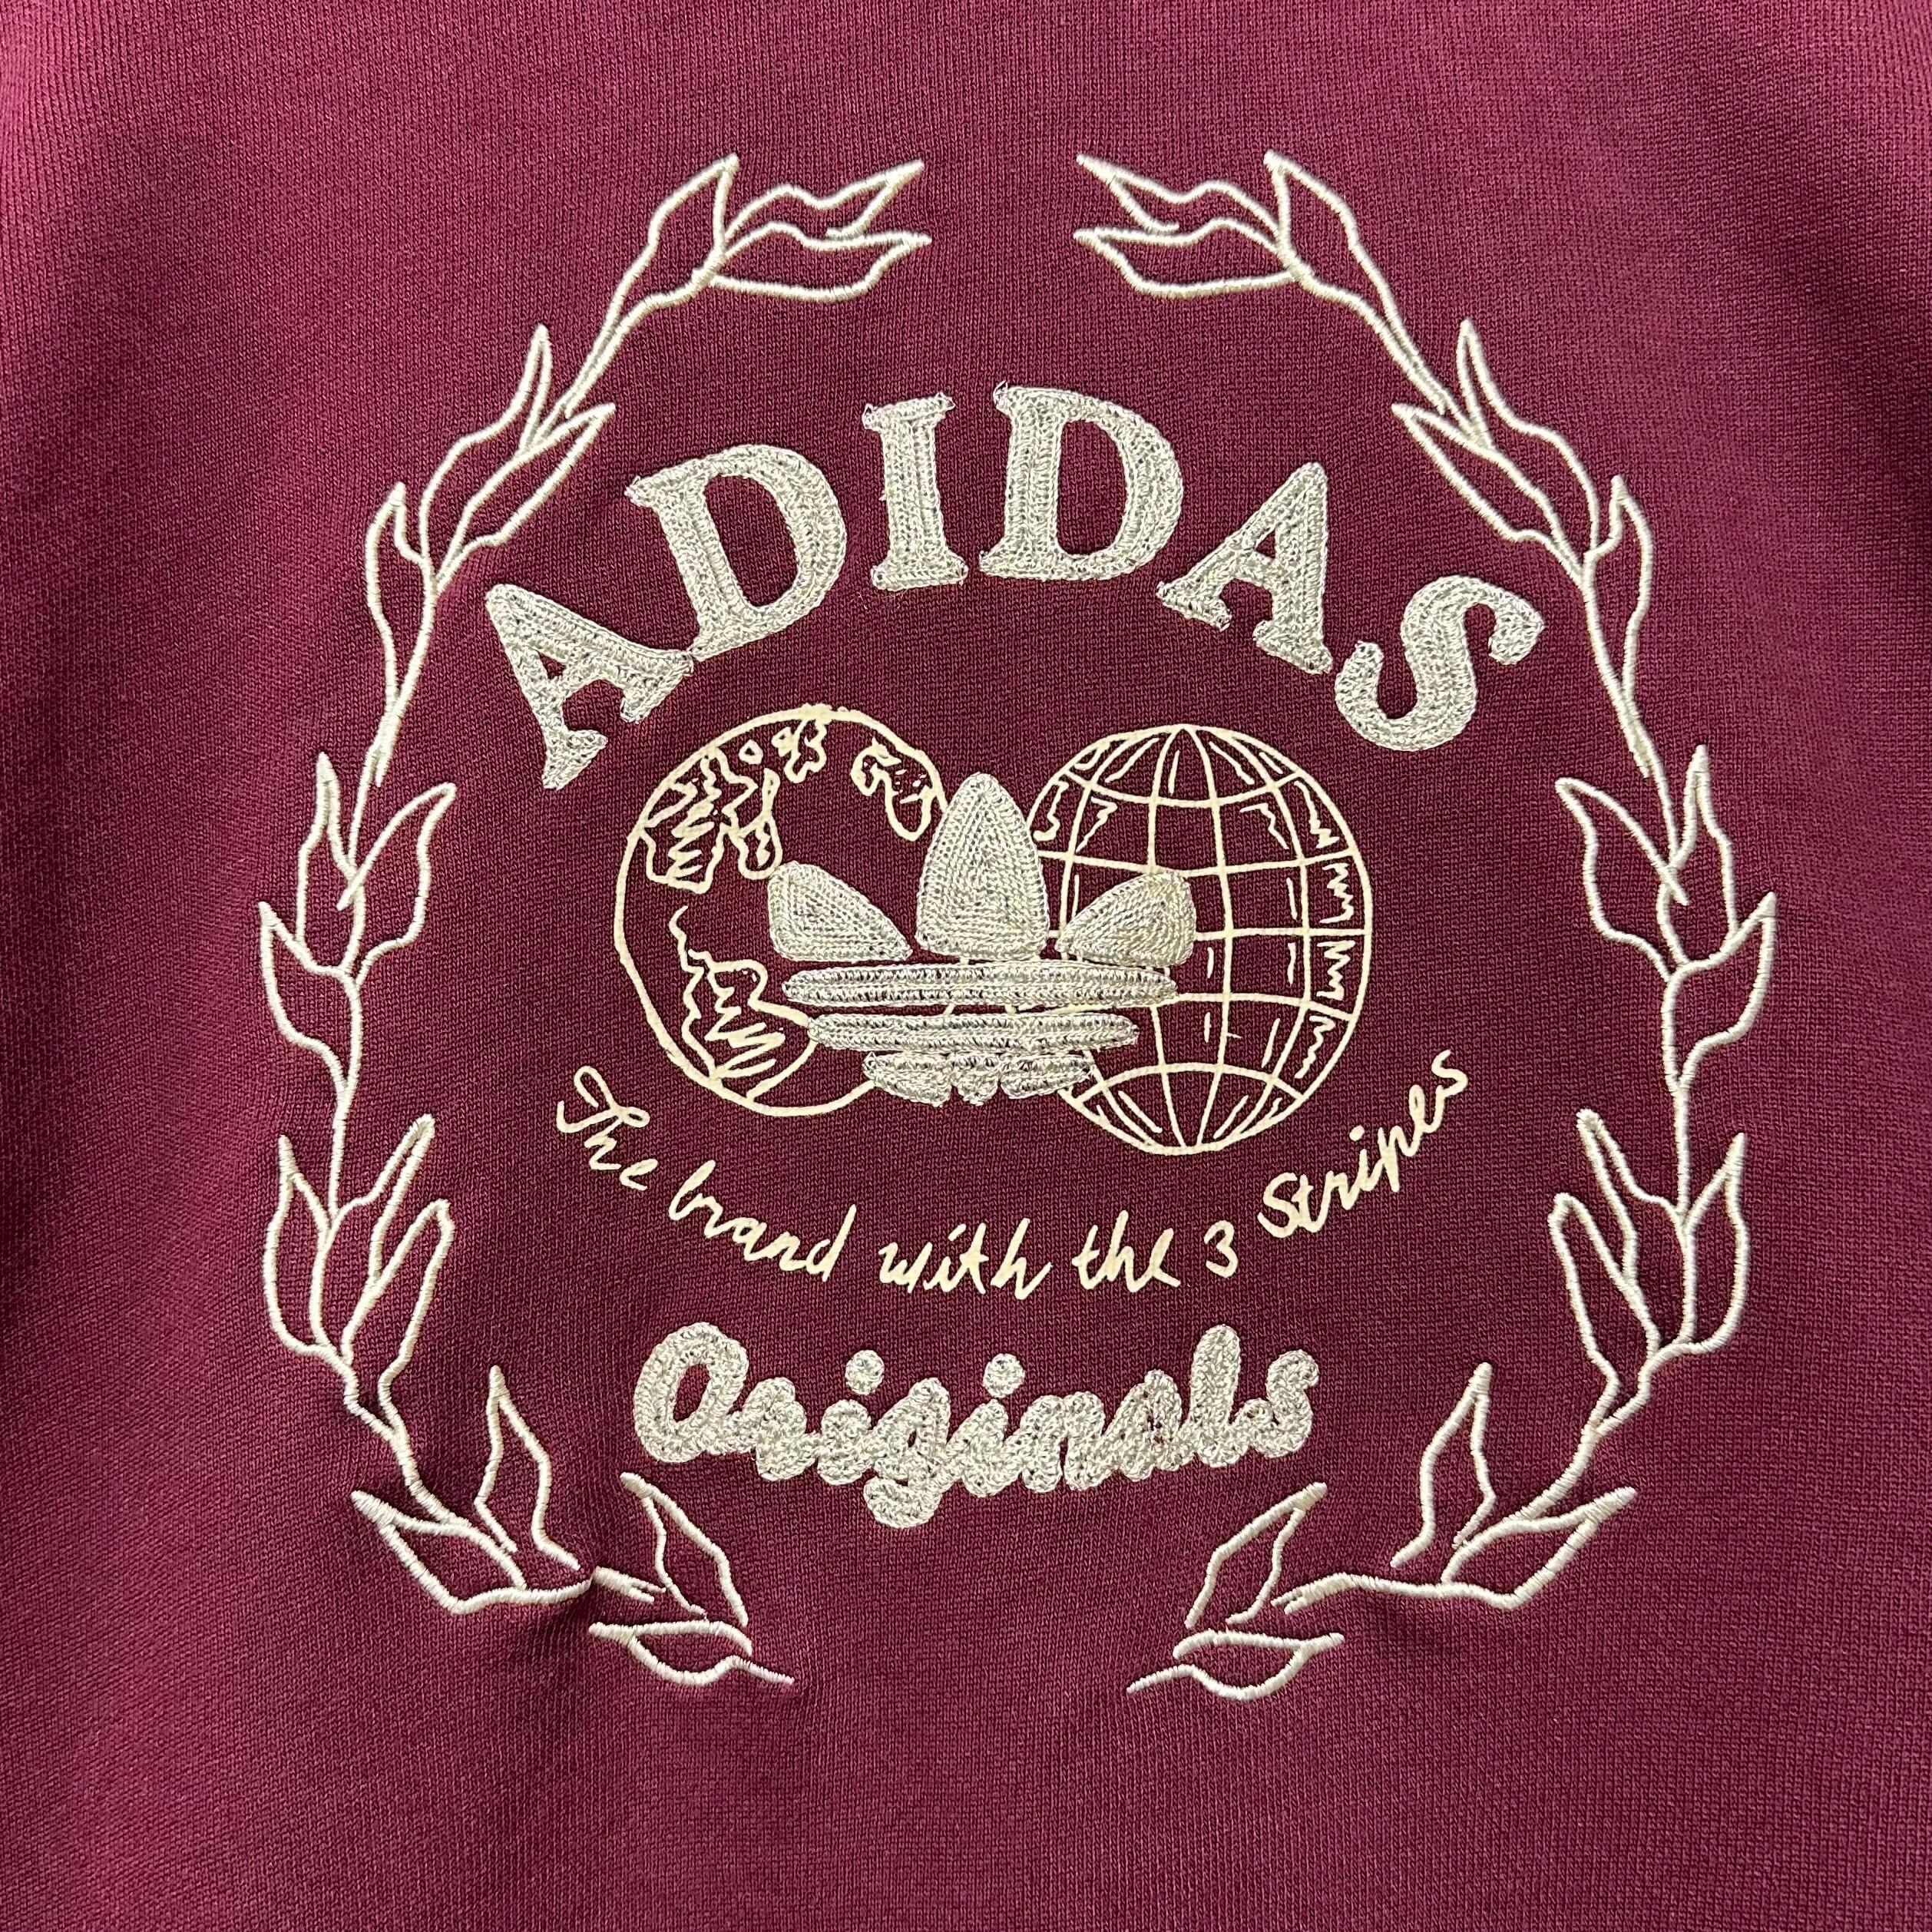 ADIDAS
The brand with the 3 Stripes
Originals